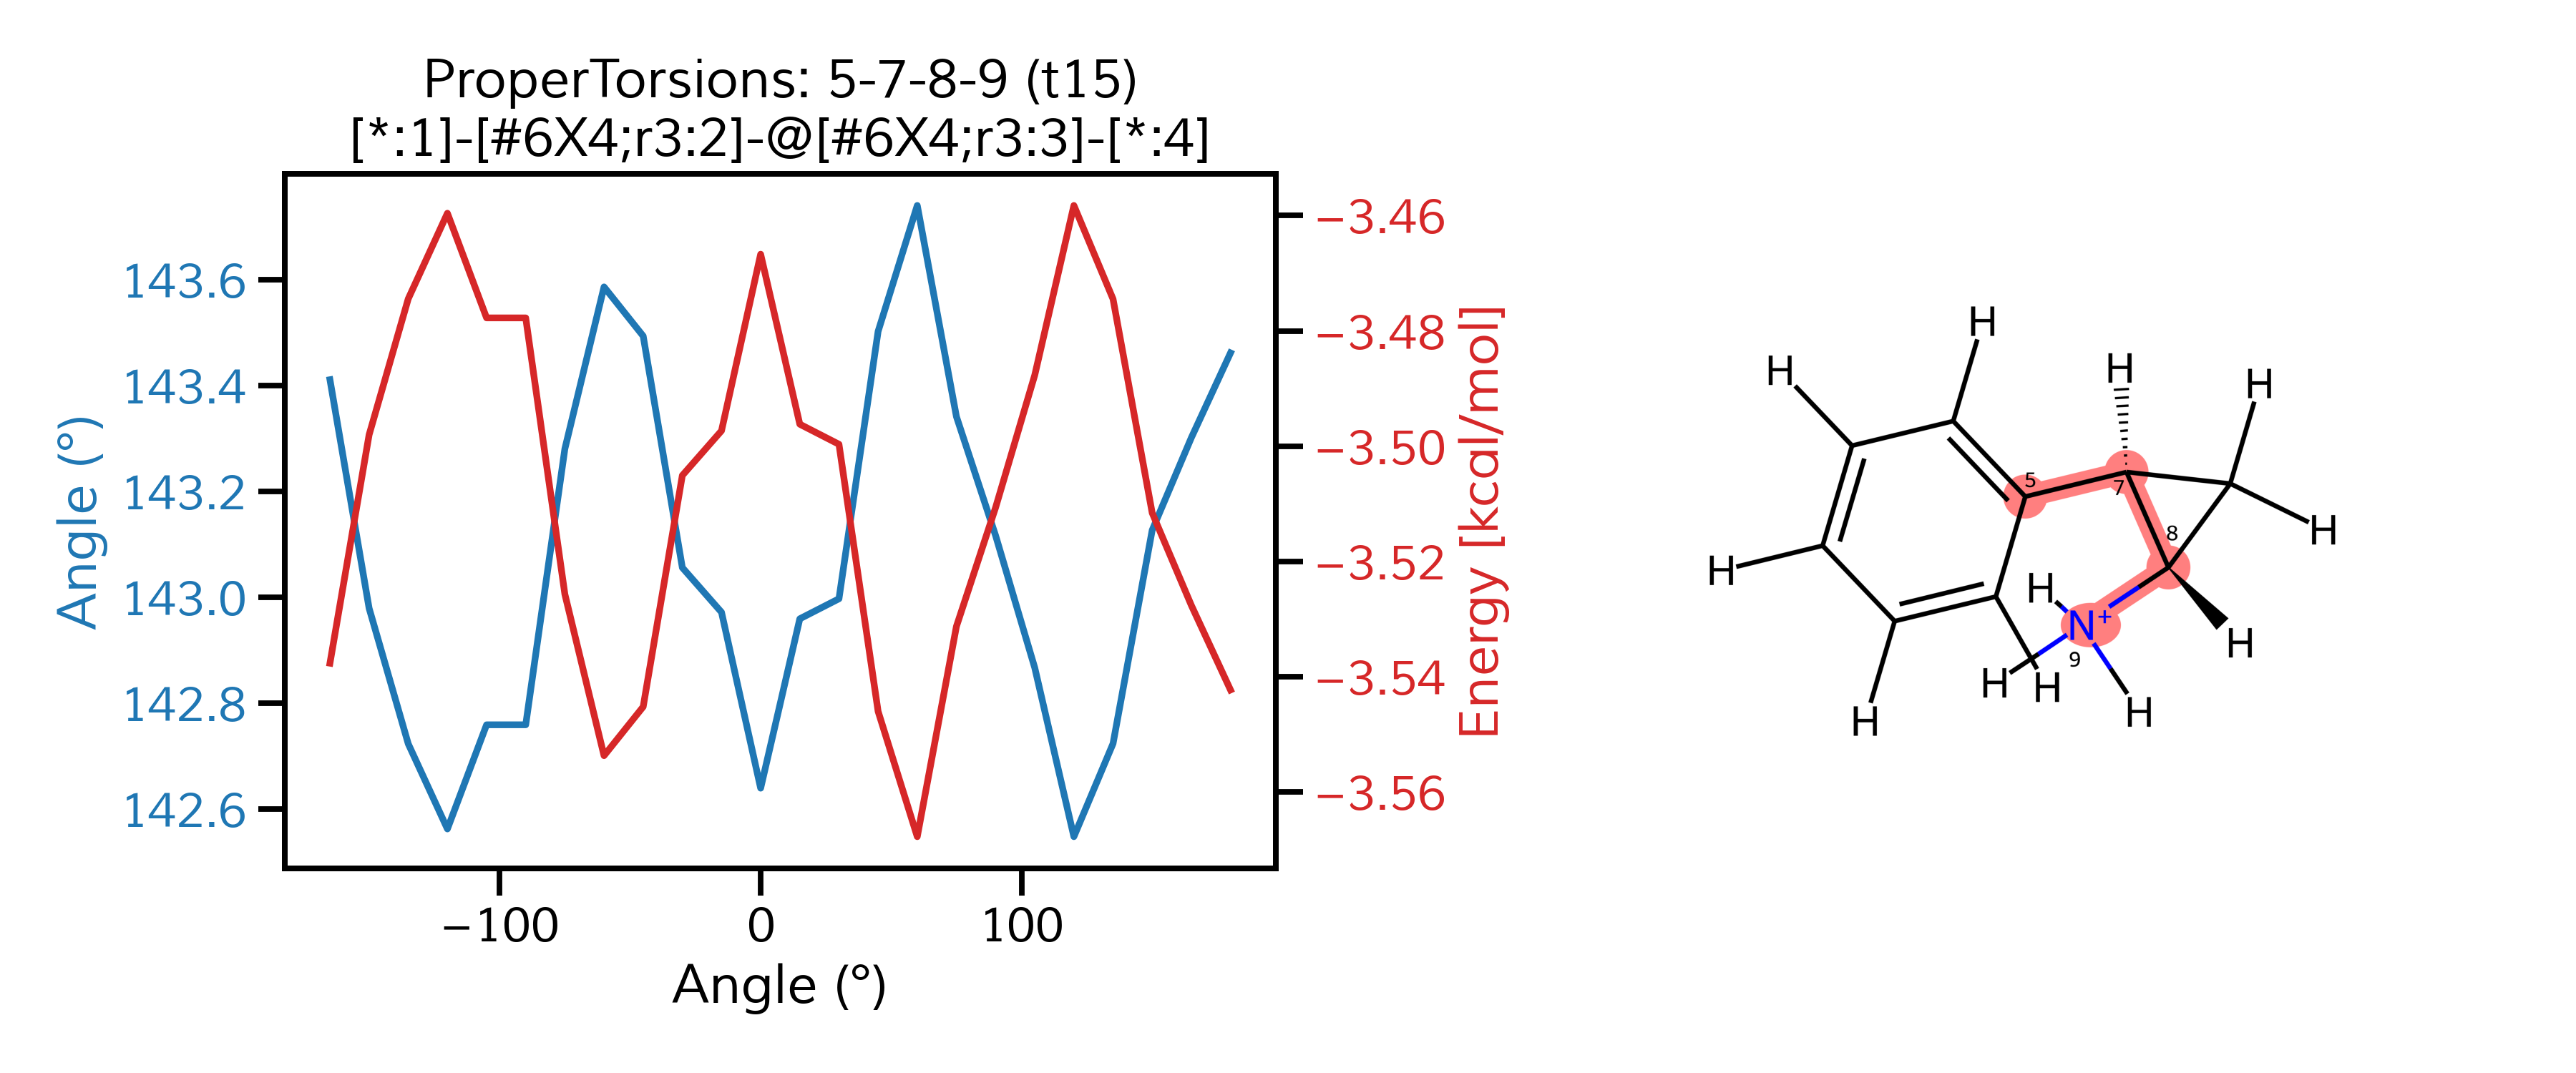 ProperTorsions: 5-7-8-9 (t15)
[*:1]-[#6X4;r3:2]-@[#6X4;r3:3]-[*:4]
Angle (°)
143.6
143.4
143.2
143.0
142.8
142.6
−100
0
100
Angle (°)
−3.46
−3.48
−3.50
−3.52
−3.54
−3.56
Energy [kcal/mol]
H
H
H
H
H
5
7
8
H
H
H
N+
9
H
H
H
H
H